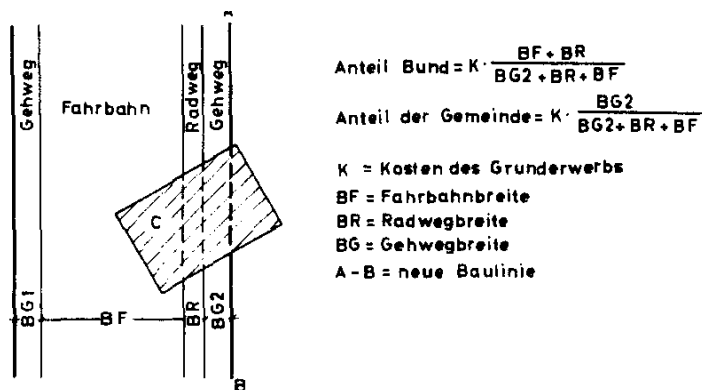 A
Gehweg
Fahrbahn
Radweg
Gehweg
C
BG1
BF
BR
BG2
B
Anteil Bund = K · BF + BR / BG2 + BR + BF
Anteil der Gemeinde = K · BG2 / BG2 + BR + BF
K = Kosten des Grunderwerbs
BF = Fahrbahnbreite
BR = Radwegbreite
BG = Gehwegbreite
A - B = neue Baulinie